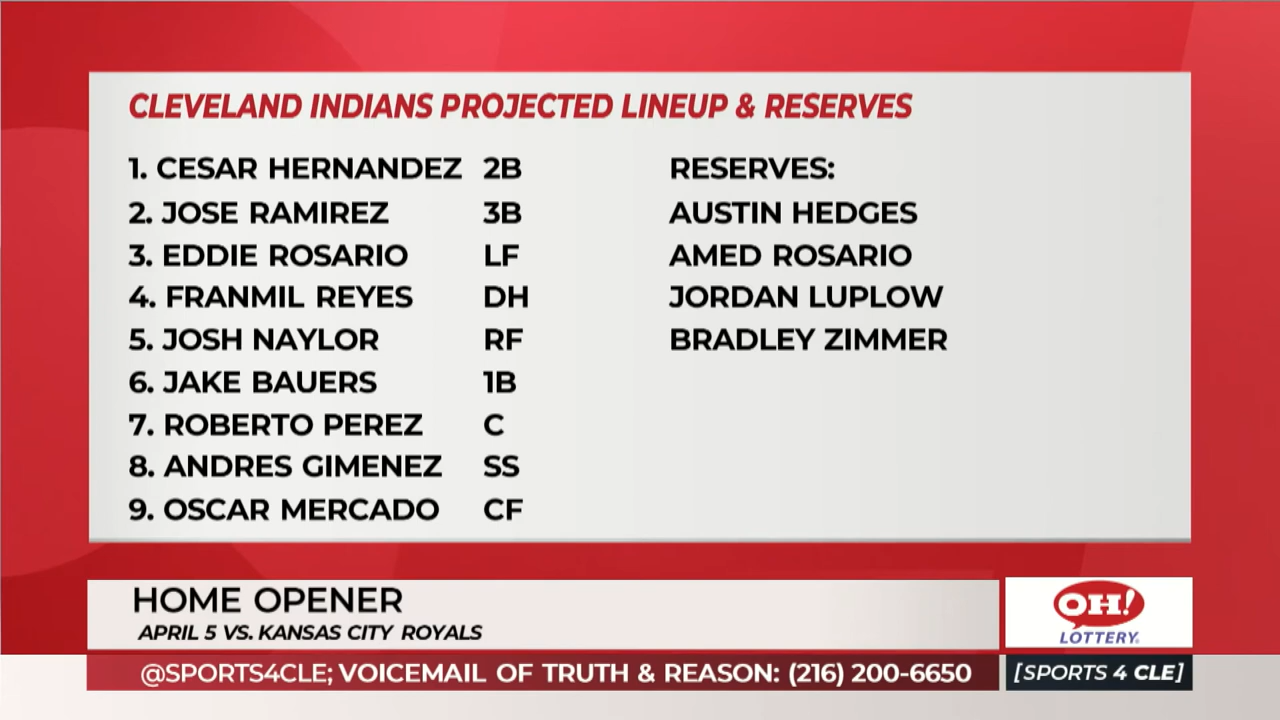 CLEVELAND INDIANS PROJECTED LINEUP & RESERVES
1. CESAR HERNANDEZ 2B
2. JOSE RAMIREZ 3B
3. EDDIE ROSARIO LF
4. FRANMIL REYES DH
5. JOSH NAYLOR RF
6. JAKE BAUERS 1B
7. ROBERTO PEREZ C
8. ANDRES GIMENEZ SS
9. OSCAR MERCADO CF
RESERVES:
AUSTIN HEDGES
AMED ROSARIO
JORDAN LUPLOW
BRADLEY ZIMMER
HOME OPENER
APRIL 5 VS. KANSAS CITY ROYALS
OH!
LOTTERY
@SPORTS4CLE; VOICEMAIL OF TRUTH & REASON: (216) 200-6650
[SPORTS 4 CLE]